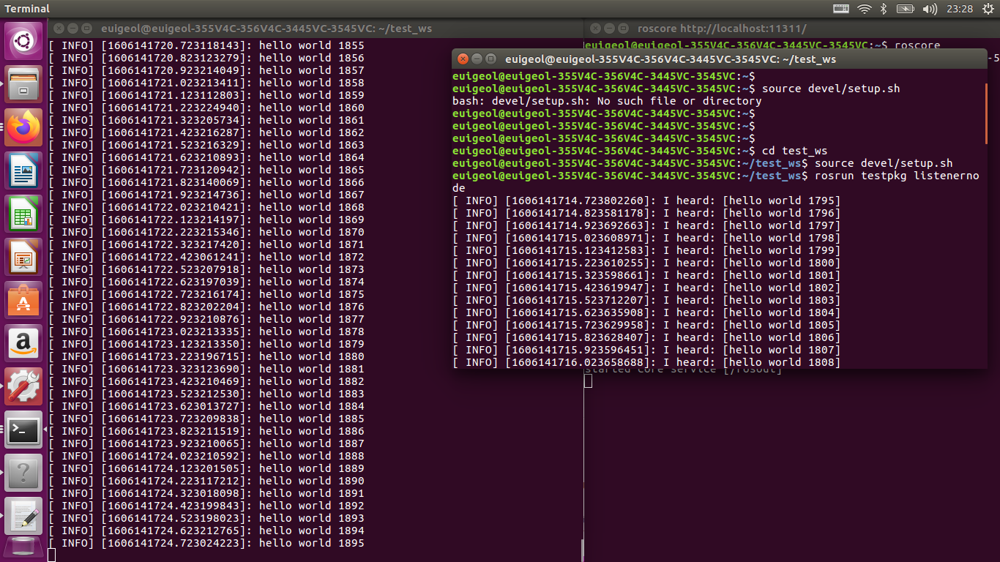 Terminal
23:28
euigeol@euigeol-355V4C-356V4C-3445VC-3545VC: ~/test_ws
[ INFO] [1606141720.723118143]: hello world 1855
[ INFO] [1606141720.823123279]: hello world 1856
[ INFO] [1606141720.923214049]: hello world 1857
[ INFO] [1606141721.023213411]: hello world 1858
[ INFO] [1606141721.123112803]: hello world 1859
[ INFO] [1606141721.223224940]: hello world 1860
[ INFO] [1606141721.323205734]: hello world 1861
[ INFO] [1606141721.423216287]: hello world 1862
[ INFO] [1606141721.523216329]: hello world 1863
[ INFO] [1606141721.623210893]: hello world 1864
[ INFO] [1606141721.723120942]: hello world 1865
[ INFO] [1606141721.823140069]: hello world 1866
[ INFO] [1606141721.923214736]: hello world 1867
[ INFO] [1606141722.023210421]: hello world 1868
[ INFO] [1606141722.123214197]: hello world 1869
[ INFO] [1606141722.223215346]: hello world 1870
[ INFO] [1606141722.323217420]: hello world 1871
[ INFO] [1606141722.423061241]: hello world 1872
[ INFO] [1606141722.523207918]: hello world 1873
[ INFO] [1606141722.623197039]: hello world 1874
[ INFO] [1606141722.723216174]: hello world 1875
[ INFO] [1606141722.823202204]: hello world 1876
[ INFO] [1606141722.923210876]: hello world 1877
[ INFO] [1606141723.023213335]: hello world 1878
[ INFO] [1606141723.123213350]: hello world 1879
[ INFO] [1606141723.223196715]: hello world 1880
[ INFO] [1606141723.323123690]: hello world 1881
[ INFO] [1606141723.423210469]: hello world 1882
[ INFO] [1606141723.523212530]: hello world 1883
[ INFO] [1606141723.623013727]: hello world 1884
[ INFO] [1606141723.723209838]: hello world 1885
[ INFO] [1606141723.823211519]: hello world 1886
[ INFO] [1606141723.923210065]: hello world 1887
[ INFO] [1606141724.023210592]: hello world 1888
[ INFO] [1606141724.123201505]: hello world 1889
[ INFO] [1606141724.223117212]: hello world 1890
[ INFO] [1606141724.323018098]: hello world 1891
[ INFO] [1606141724.423199843]: hello world 1892
[ INFO] [1606141724.523198023]: hello world 1893
[ INFO] [1606141724.623212765]: hello world 1894
[ INFO] [1606141724.723024223]: hello world 1895
roscore http://localhost:11311/
euigeol@euigeol-355V4C-356V4C-3445VC-3545VC:~$ roscore
-5
euigeol@euigeol-355V4C-356V4C-3445VC-3545VC: ~/test_ws
euigeol@euigeol-355V4C-356V4C-3445VC-3545VC:~$
euigeol@euigeol-355V4C-356V4C-3445VC-3545VC:~$ source devel/setup.sh
bash: devel/setup.sh: No such file or directory
euigeol@euigeol-355V4C-356V4C-3445VC-3545VC:~$
euigeol@euigeol-355V4C-356V4C-3445VC-3545VC:~$
euigeol@euigeol-355V4C-356V4C-3445VC-3545VC:~$
euigeol@euigeol-355V4C-356V4C-3445VC-3545VC:~$ cd test_ws
euigeol@euigeol-355V4C-356V4C-3445VC-3545VC:~/test_ws$ source devel/setup.sh
euigeol@euigeol-355V4C-356V4C-3445VC-3545VC:~/test_ws$ rosrun testpkg listenerno
de
[ INFO] [1606141714.723802260]: I heard: [hello world 1795]
[ INFO] [1606141714.823581178]: I heard: [hello world 1796]
[ INFO] [1606141714.923692663]: I heard: [hello world 1797]
[ INFO] [1606141715.023608971]: I heard: [hello world 1798]
[ INFO] [1606141715.123412583]: I heard: [hello world 1799]
[ INFO] [1606141715.223610255]: I heard: [hello world 1800]
[ INFO] [1606141715.323598661]: I heard: [hello world 1801]
[ INFO] [1606141715.423619947]: I heard: [hello world 1802]
[ INFO] [1606141715.523712207]: I heard: [hello world 1803]
[ INFO] [1606141715.623635908]: I heard: [hello world 1804]
[ INFO] [1606141715.723629958]: I heard: [hello world 1805]
[ INFO] [1606141715.823628407]: I heard: [hello world 1806]
[ INFO] [1606141715.923596451]: I heard: [hello world 1807]
[ INFO] [1606141716.023658688]: I heard: [hello world 1808]
started core service [/rosout]